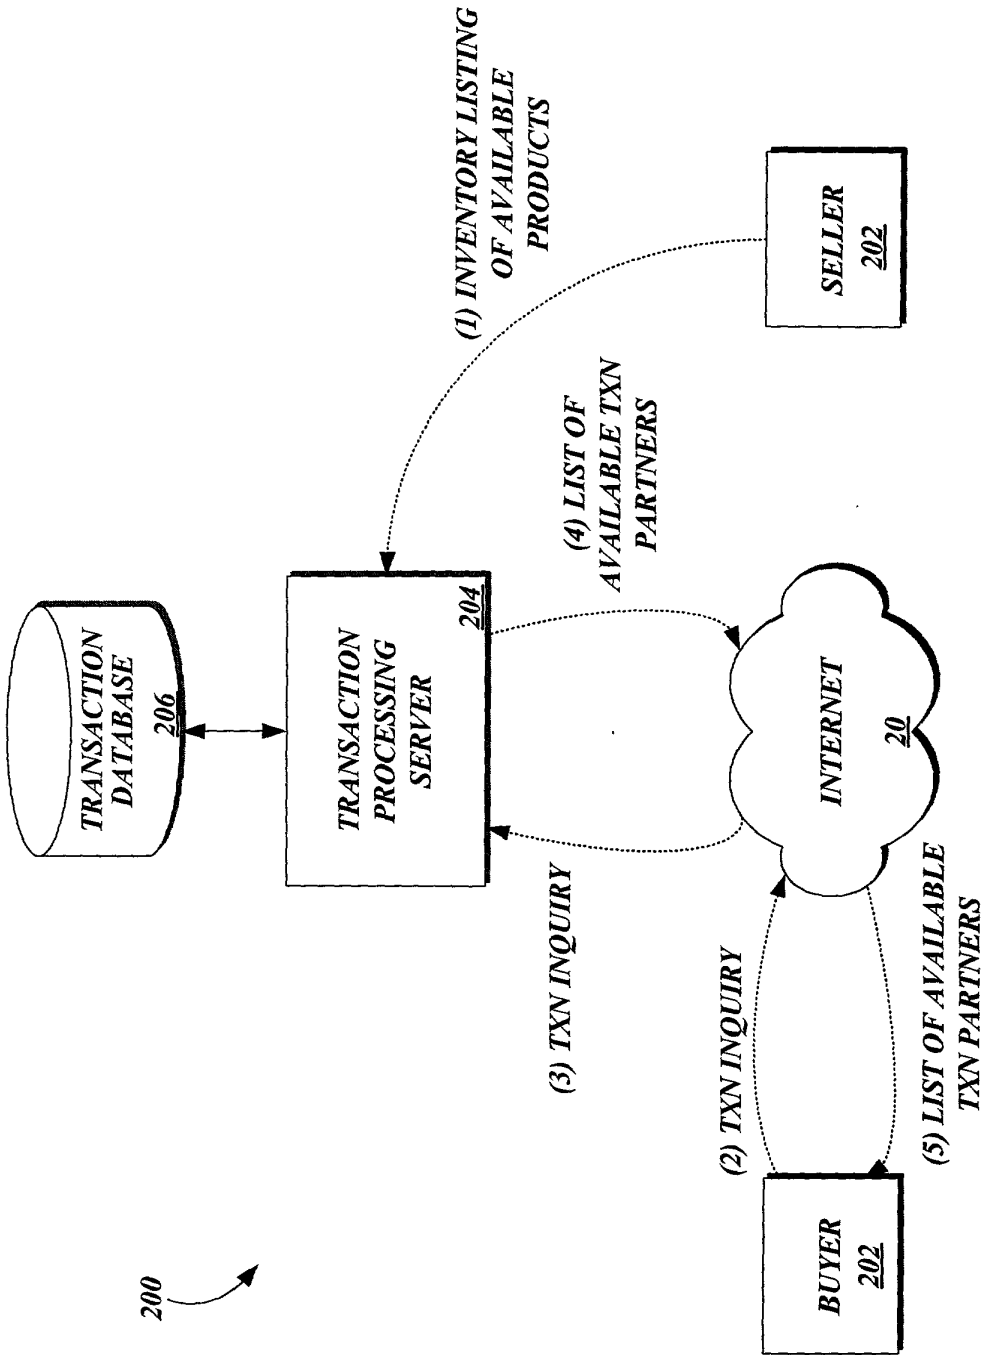 200
TRANSACTION
DATABASE
206
TRANSACTION
PROCESSING
SERVER
204
(1) INVENTORY LISTING
OF AVAILABLE
PRODUCTS
(3) TXN INQUIRY
(4) LIST OF
AVAILABLE TXN
PARTNERS
(2) TXN INQUIRY
BUYER
202
INTERNET
20
SELLER
202
(5) LIST OF AVAILABLE
TXN PARTNERS